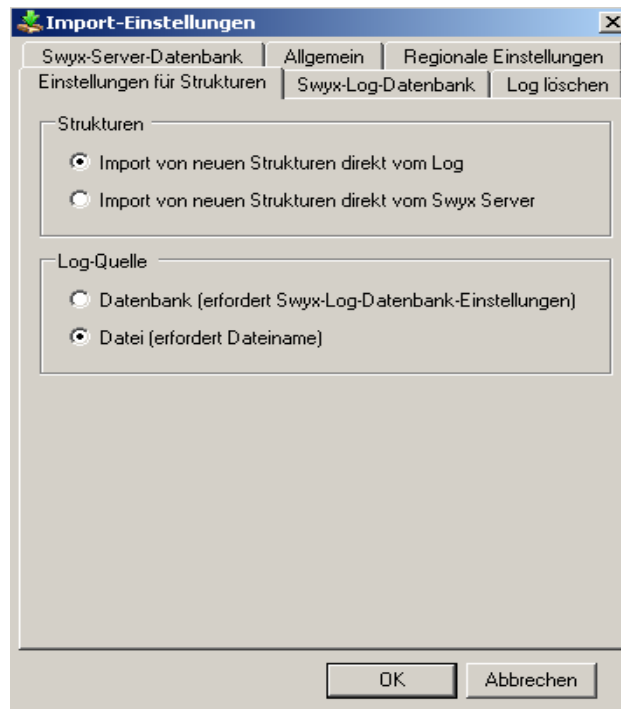 Import-Einstellungen
Swyx-Server-Datenbank Allgemein Regionale Einstellungen
Einstellungen für Strukturen Swyx-Log-Datenbank Log löschen
Strukturen
Import von neuen Strukturen direkt vom Log
Import von neuen Strukturen direkt vom Swyx Server
Log-Quelle
Datenbank (erfordert Swyx-Log-Datenbank-Einstellungen)
Datei (erfordert Dateiname)
OK Abbrechen